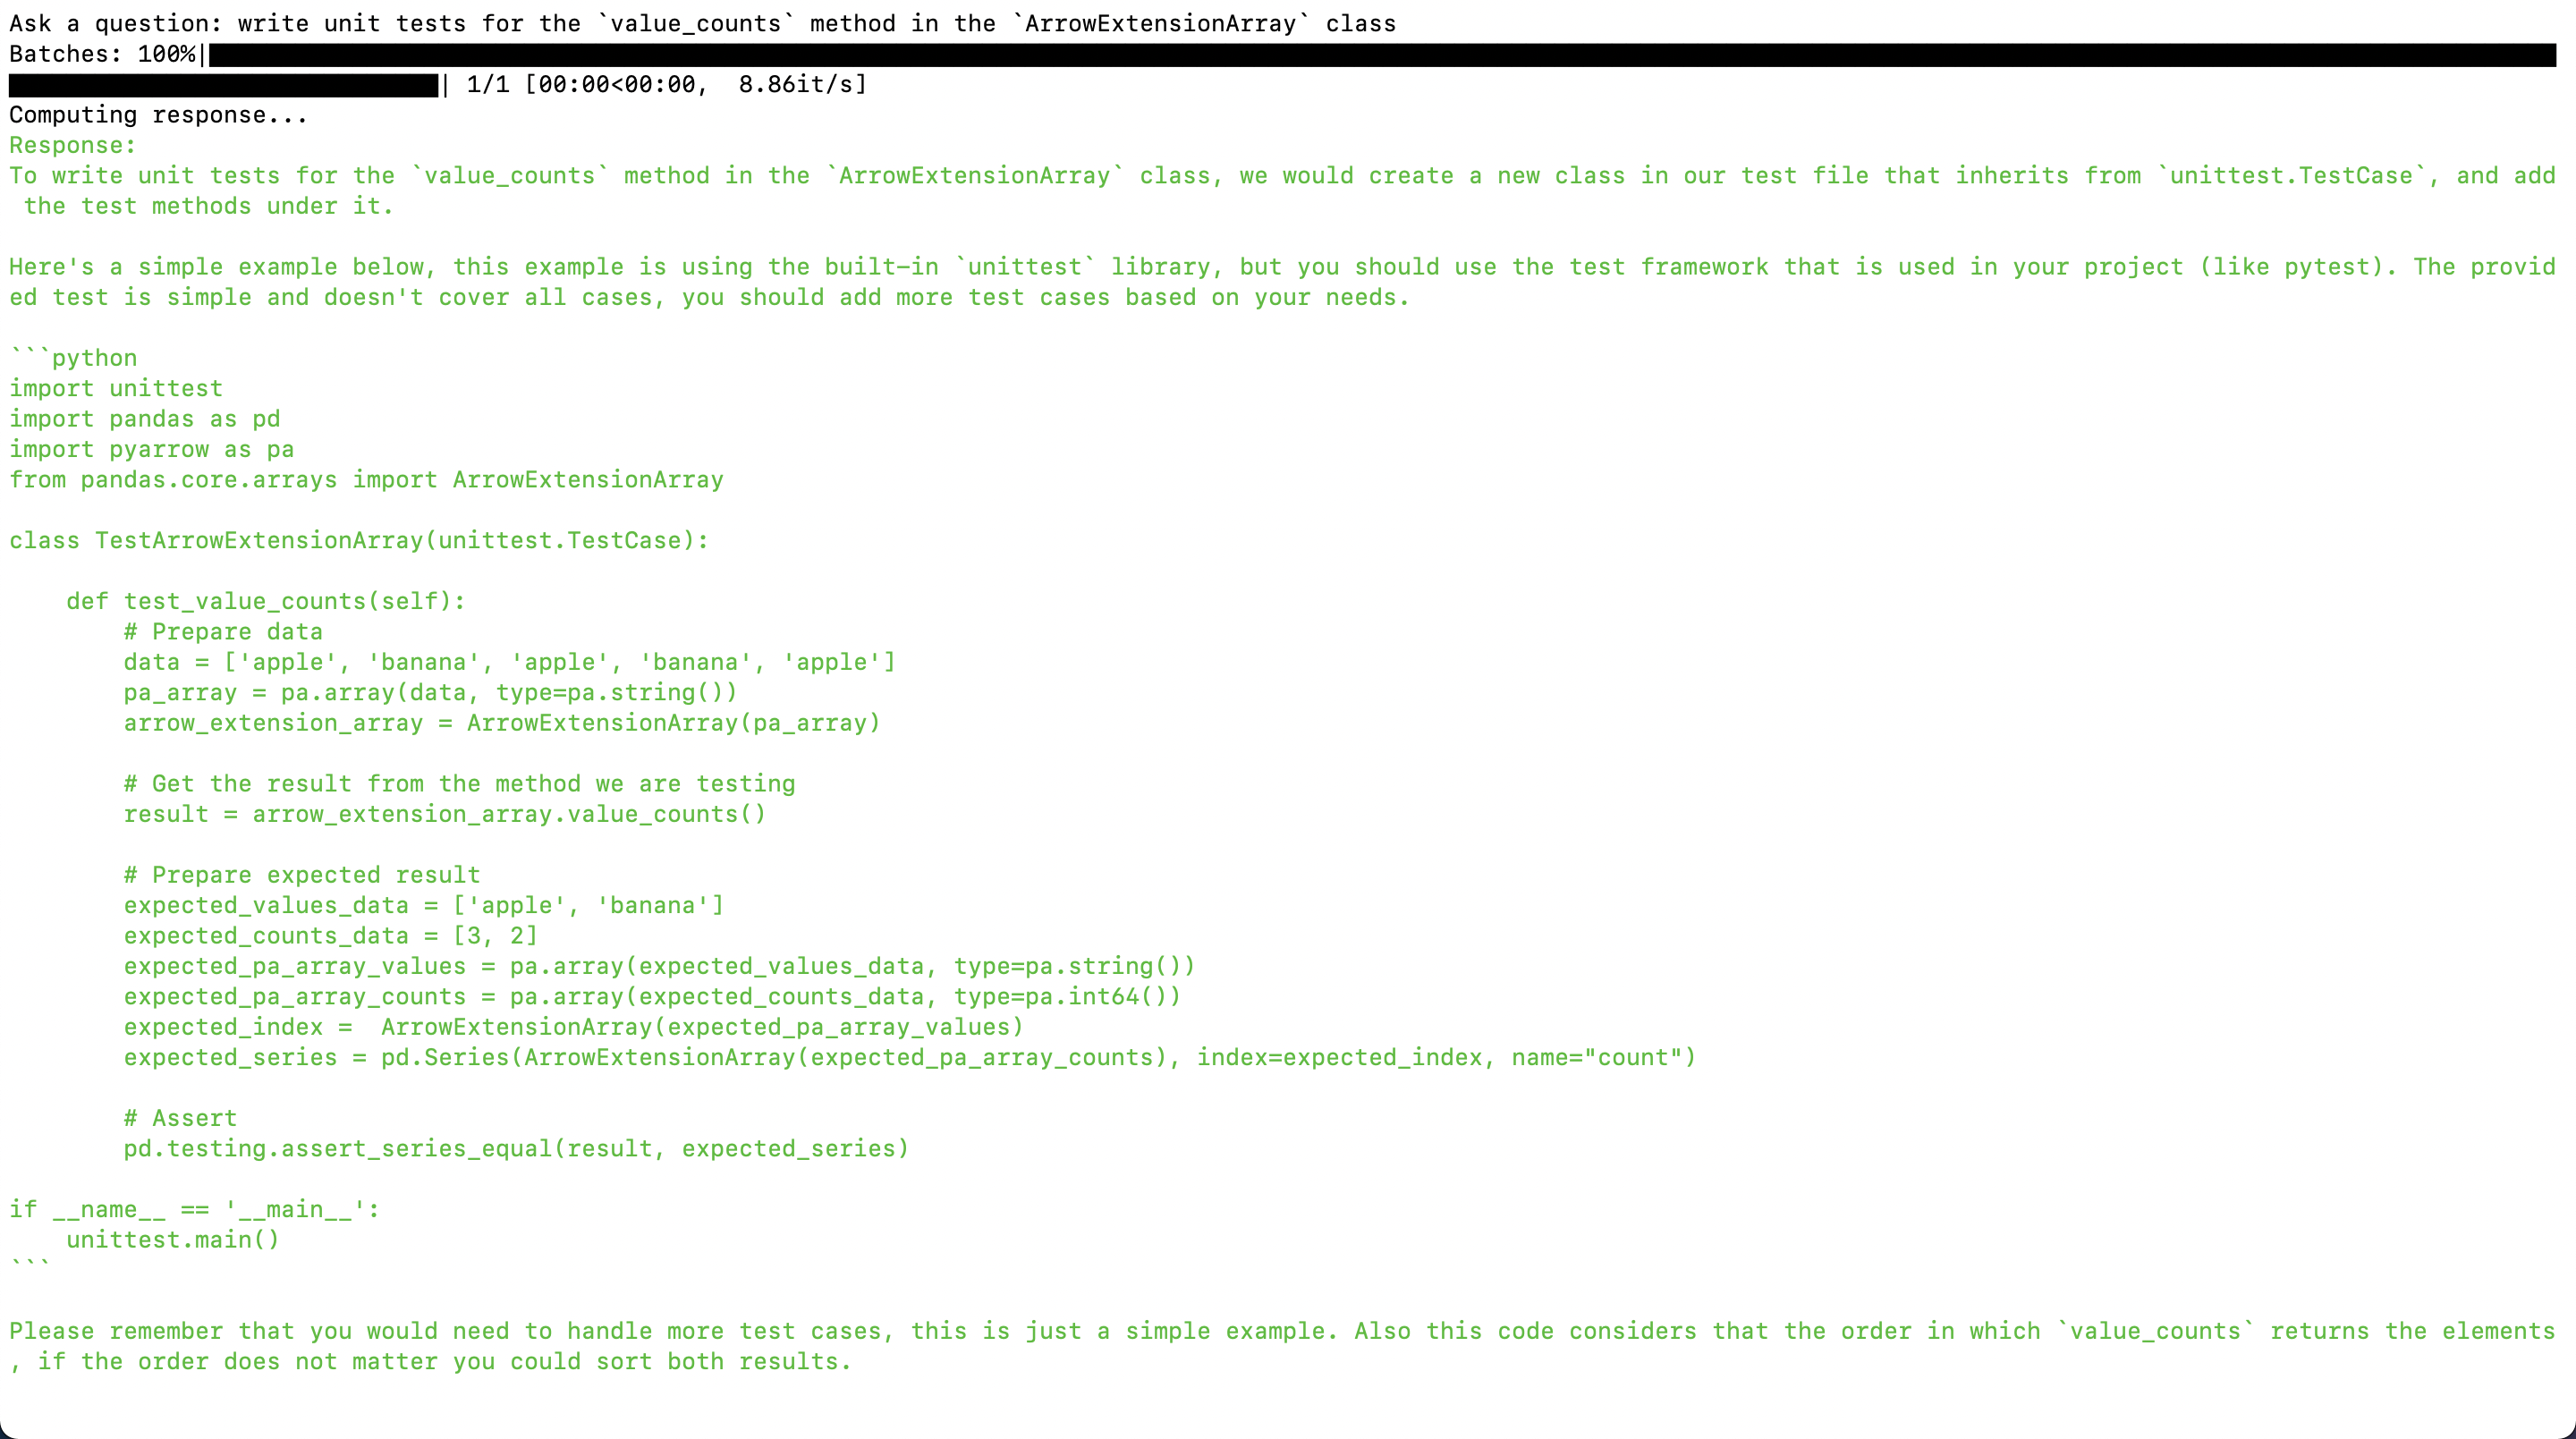 Ask a question: write unit tests for the `value_counts` method in the `ArrowExtensionArray` class
Batches: 100%|
| 1/1 [00:00<00:00,  8.86it/s]
Computing response...
Response:
To write unit tests for the `value_counts` method in the `ArrowExtensionArray` class, we would create a new class in our test file that inherits from `unittest.TestCase`, and add
 the test methods under it.

Here's a simple example below, this example is using the built-in `unittest` library, but you should use the test framework that is used in your project (like pytest). The provid
ed test is simple and doesn't cover all cases, you should add more test cases based on your needs.

```python
import unittest
import pandas as pd
import pyarrow as pa
from pandas.core.arrays import ArrowExtensionArray

class TestArrowExtensionArray(unittest.TestCase):

    def test_value_counts(self):
        # Prepare data
        data = ['apple', 'banana', 'apple', 'banana', 'apple']
        pa_array = pa.array(data, type=pa.string())
        arrow_extension_array = ArrowExtensionArray(pa_array)

        # Get the result from the method we are testing
        result = arrow_extension_array.value_counts()

        # Prepare expected result
        expected_values_data = ['apple', 'banana']
        expected_counts_data = [3, 2]
        expected_pa_array_values = pa.array(expected_values_data, type=pa.string())
        expected_pa_array_counts = pa.array(expected_counts_data, type=pa.int64())
        expected_index =  ArrowExtensionArray(expected_pa_array_values)
        expected_series = pd.Series(ArrowExtensionArray(expected_pa_array_counts), index=expected_index, name="count")

        # Assert
        pd.testing.assert_series_equal(result, expected_series)

if __name__ == '__main__':
    unittest.main()
```

Please remember that you would need to handle more test cases, this is just a simple example. Also this code considers that the order in which `value_counts` returns the elements
, if the order does not matter you could sort both results.